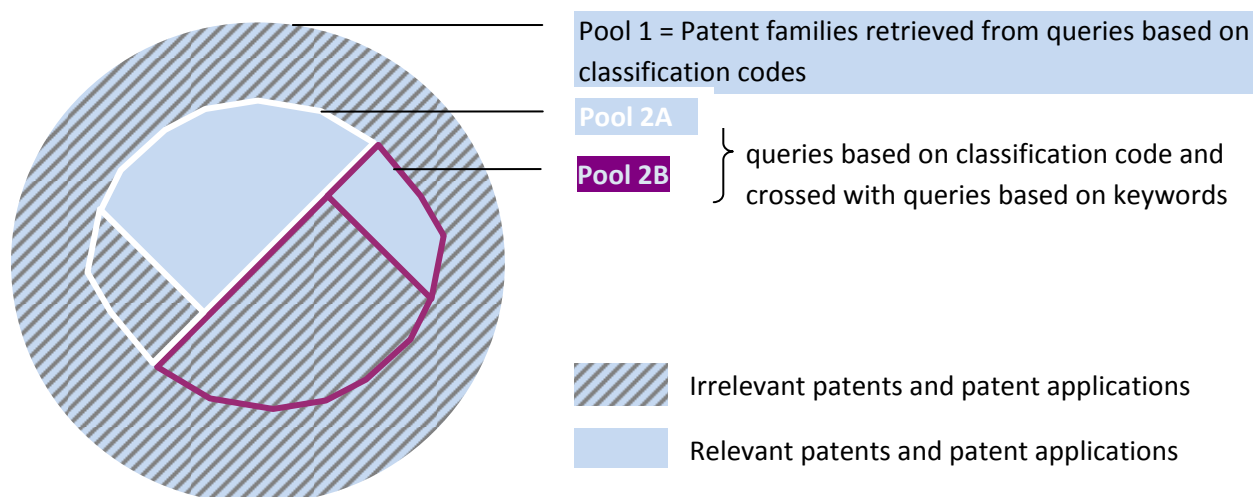 Pool 1 = Patent families retrieved from queries based on
classification codes
Pool 2A
Pool 2B
queries based on classification code and
crossed with queries based on keywords
Irrelevant patents and patent applications
Relevant patents and patent applications